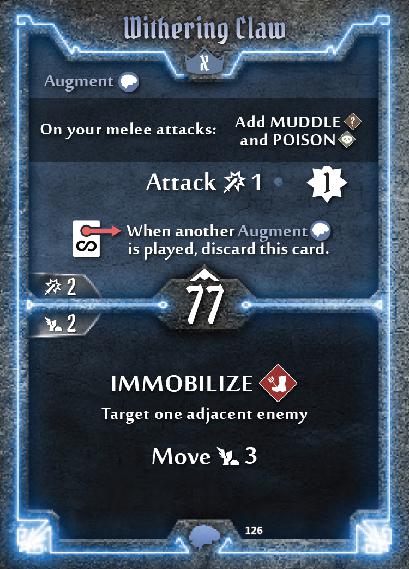 Withering Claw
X
Augment
On your melee attacks: Add MUDDLE ?
and POISON
Attack 1 1
When another Augment
is played, discard this card.
2
77
2
IMMOBILIZE
Target one adjacent enemy
Move 3
126